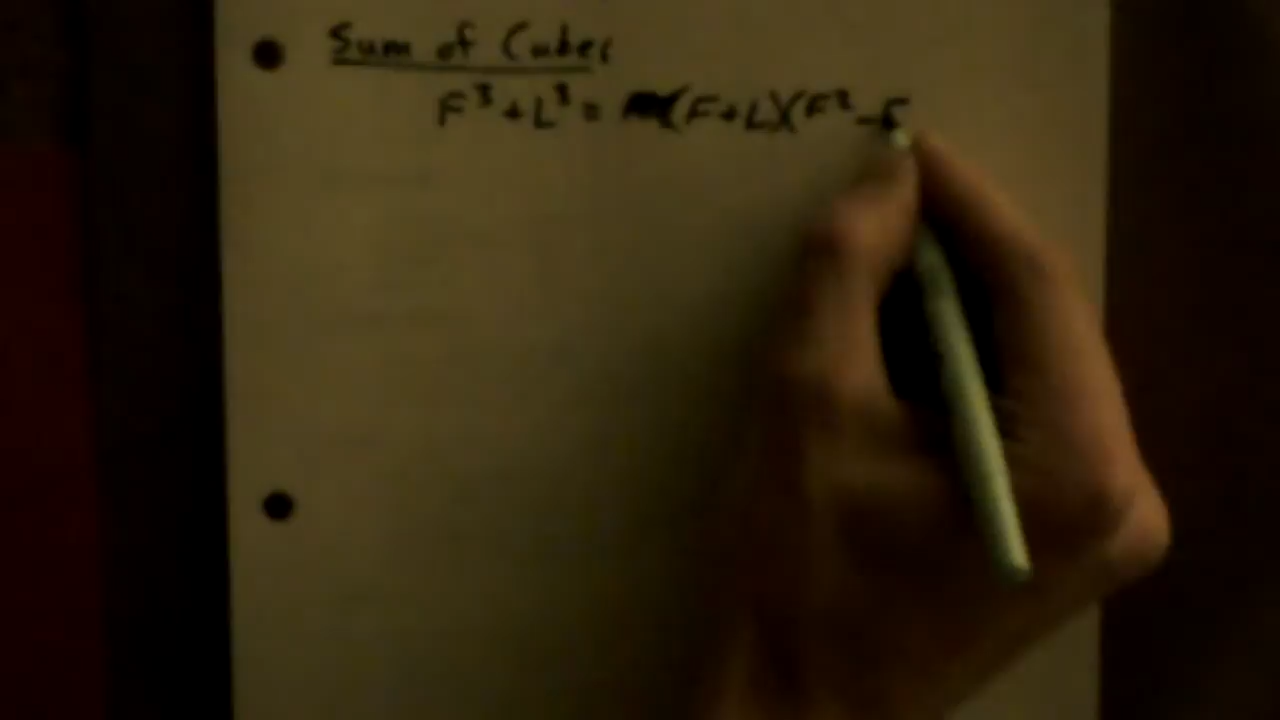 Sum of Cubes
F³+L³= (F+L)(F²-F